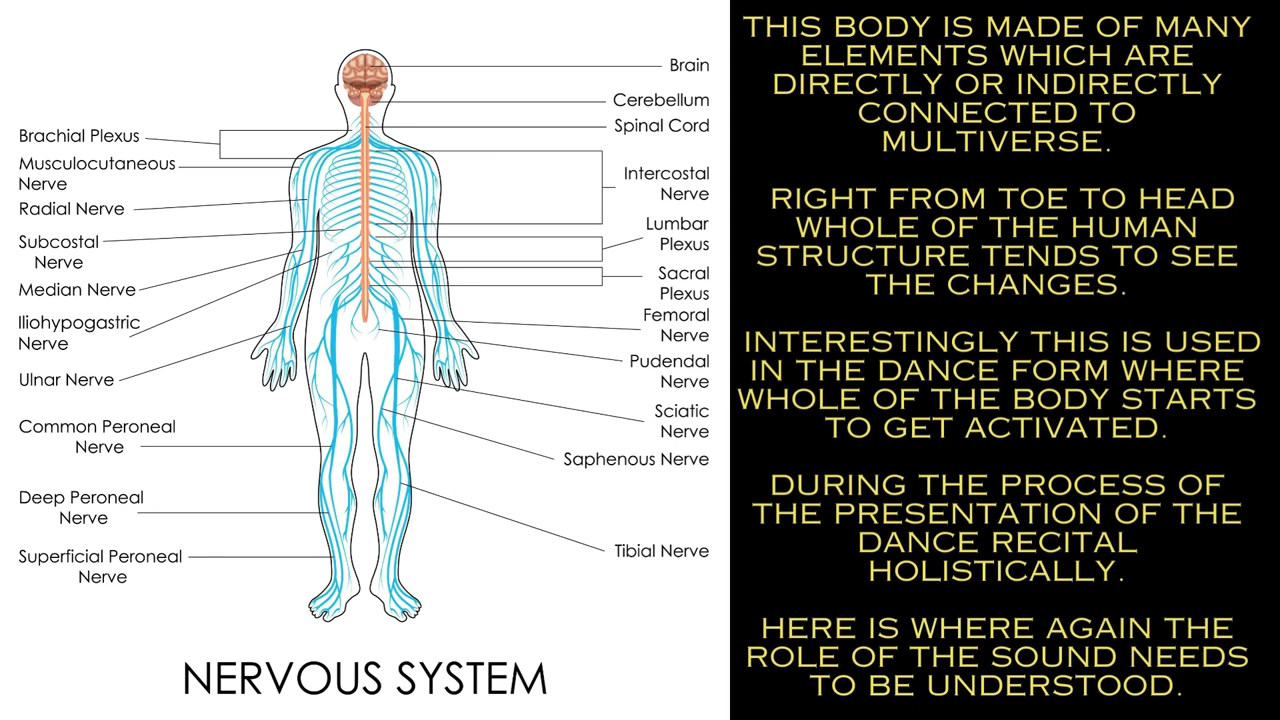 Brain
Cerebellum
Spinal Cord
Intercostal
Nerve
Lumbar
Plexus
Sacral
Plexus
Femoral
Nerve
Pudendal
Nerve
Sciatic
Nerve
Saphenous Nerve
Tibial Nerve
Brachial Plexus
Musculocutaneous
Nerve
Radial Nerve
Subcostal
Nerve
Median Nerve
Iliohypogastric
Nerve
Ulnar Nerve
Common Peroneal
Nerve
Deep Peroneal
Nerve
Superficial Peroneal
Nerve
NERVOUS SYSTEM
THIS BODY IS MADE OF MANY
ELEMENTS WHICH ARE
DIRECTLY OR INDIRECTLY
CONNECTED TO
MULTIVERSE.
RIGHT FROM TOE TO HEAD
WHOLE OF THE HUMAN
STRUCTURE TENDS TO SEE
THE CHANGES.
INTERESTINGLY THIS IS USED
IN THE DANCE FORM WHERE
WHOLE OF THE BODY STARTS
TO GET ACTIVATED.
DURING THE PROCESS OF
THE PRESENTATION OF THE
DANCE RECITAL
HOLISTICALLY.
HERE IS WHERE AGAIN THE
ROLE OF THE SOUND NEEDS
TO BE UNDERSTOOD.